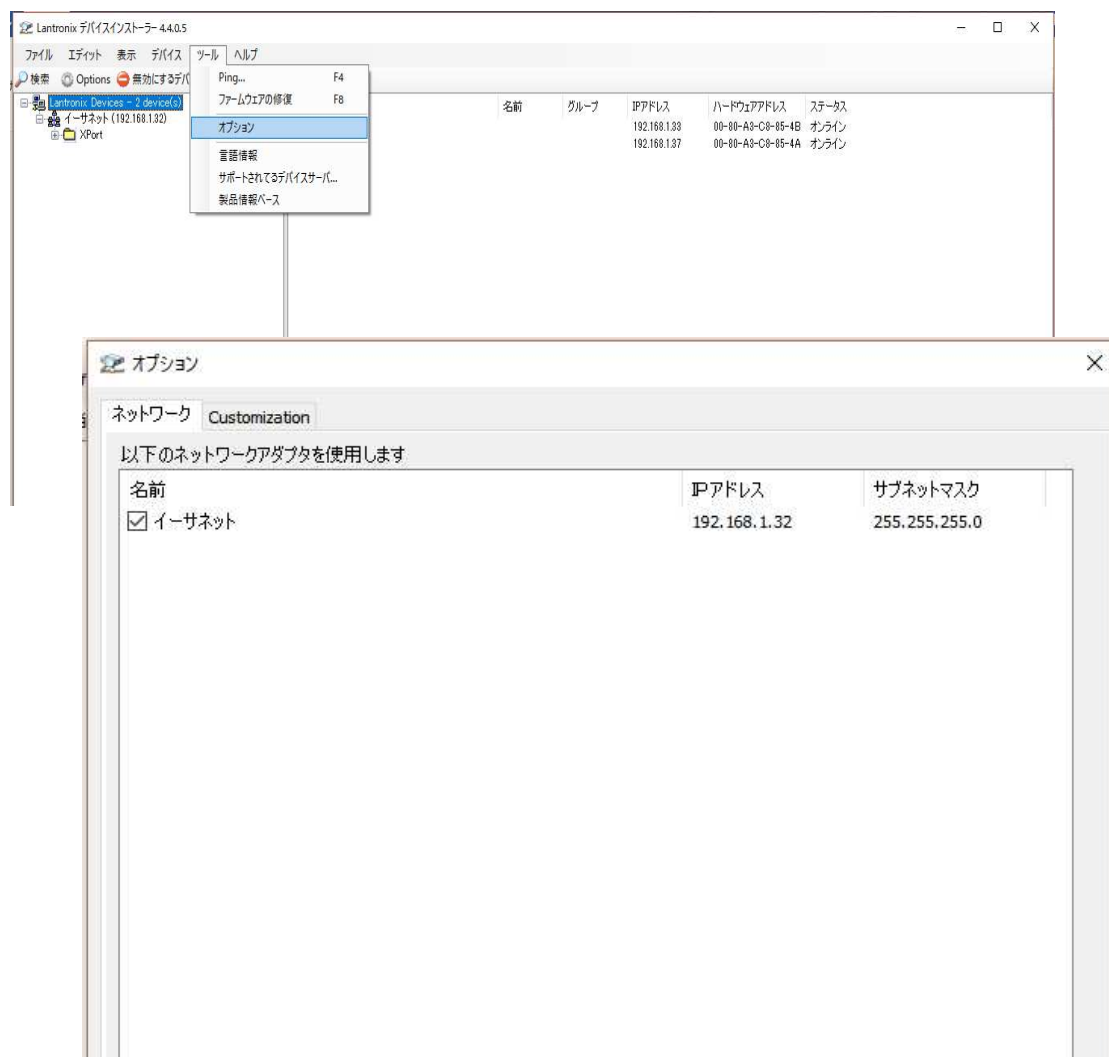 Lantronix デバイスインストーラー 4.4.0.5
ファイル エディット 表示 デバイス ツール ヘルプ
検索 Options 無効にするデバ
Ping... F4
ファームウェアの修復 F8
オプション
言語情報
サポートされてるデバイスサーバ...
製品情報ベース
Lantronix Devices - 2 device(s)
イーサネット (192.168.1.32)
XPort
名前 グループ IPアドレス ハードウェアアドレス ステータス
192.168.1.33 00-80-A3-C8-85-4B オンライン
192.168.1.37 00-80-A3-C8-85-4A オンライン
オプション
ネットワーク Customization
以下のネットワークアダプタを使用します
名前 IPアドレス サブネットマスク
イーサネット 192.168.1.32 255.255.255.0